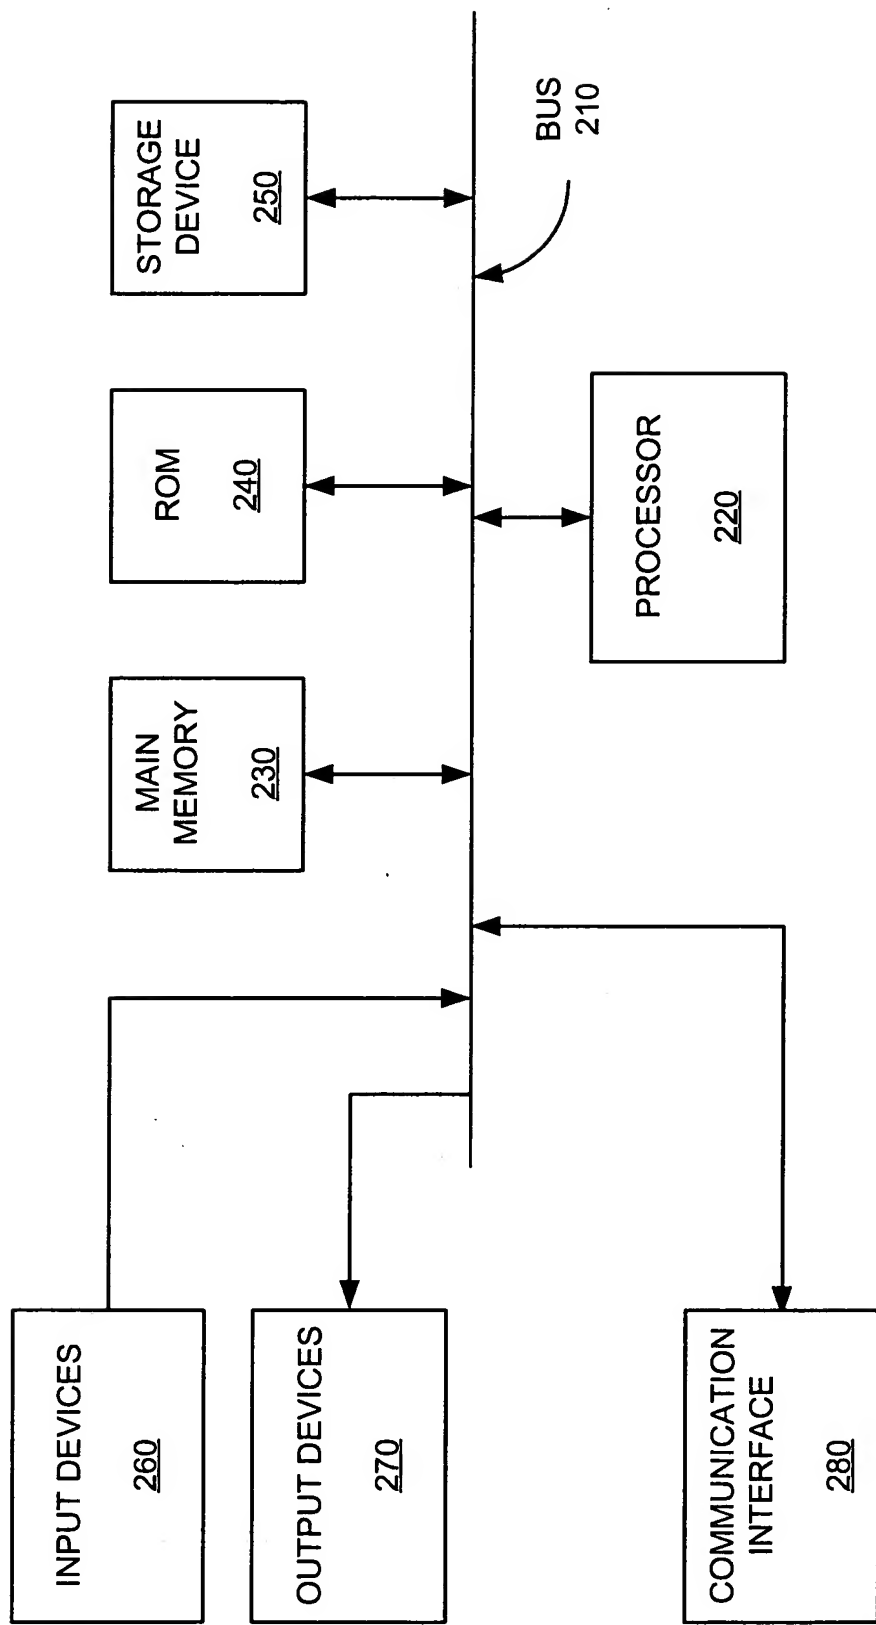 INPUT DEVICES
260
OUTPUT DEVICES
270
COMMUNICATION
INTERFACE
280
MAIN
MEMORY
230
ROM
240
STORAGE
DEVICE
250
PROCESSOR
220
BUS
210